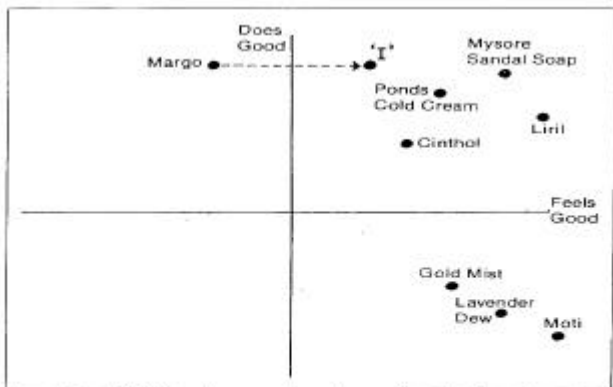 Does
Good
Margo
'I'
Mysore
Sandal Soap
Ponds
Cold Cream
Liril
Cinthol
Feels
Good
Gold Mist
Lavender
Dew
Moti